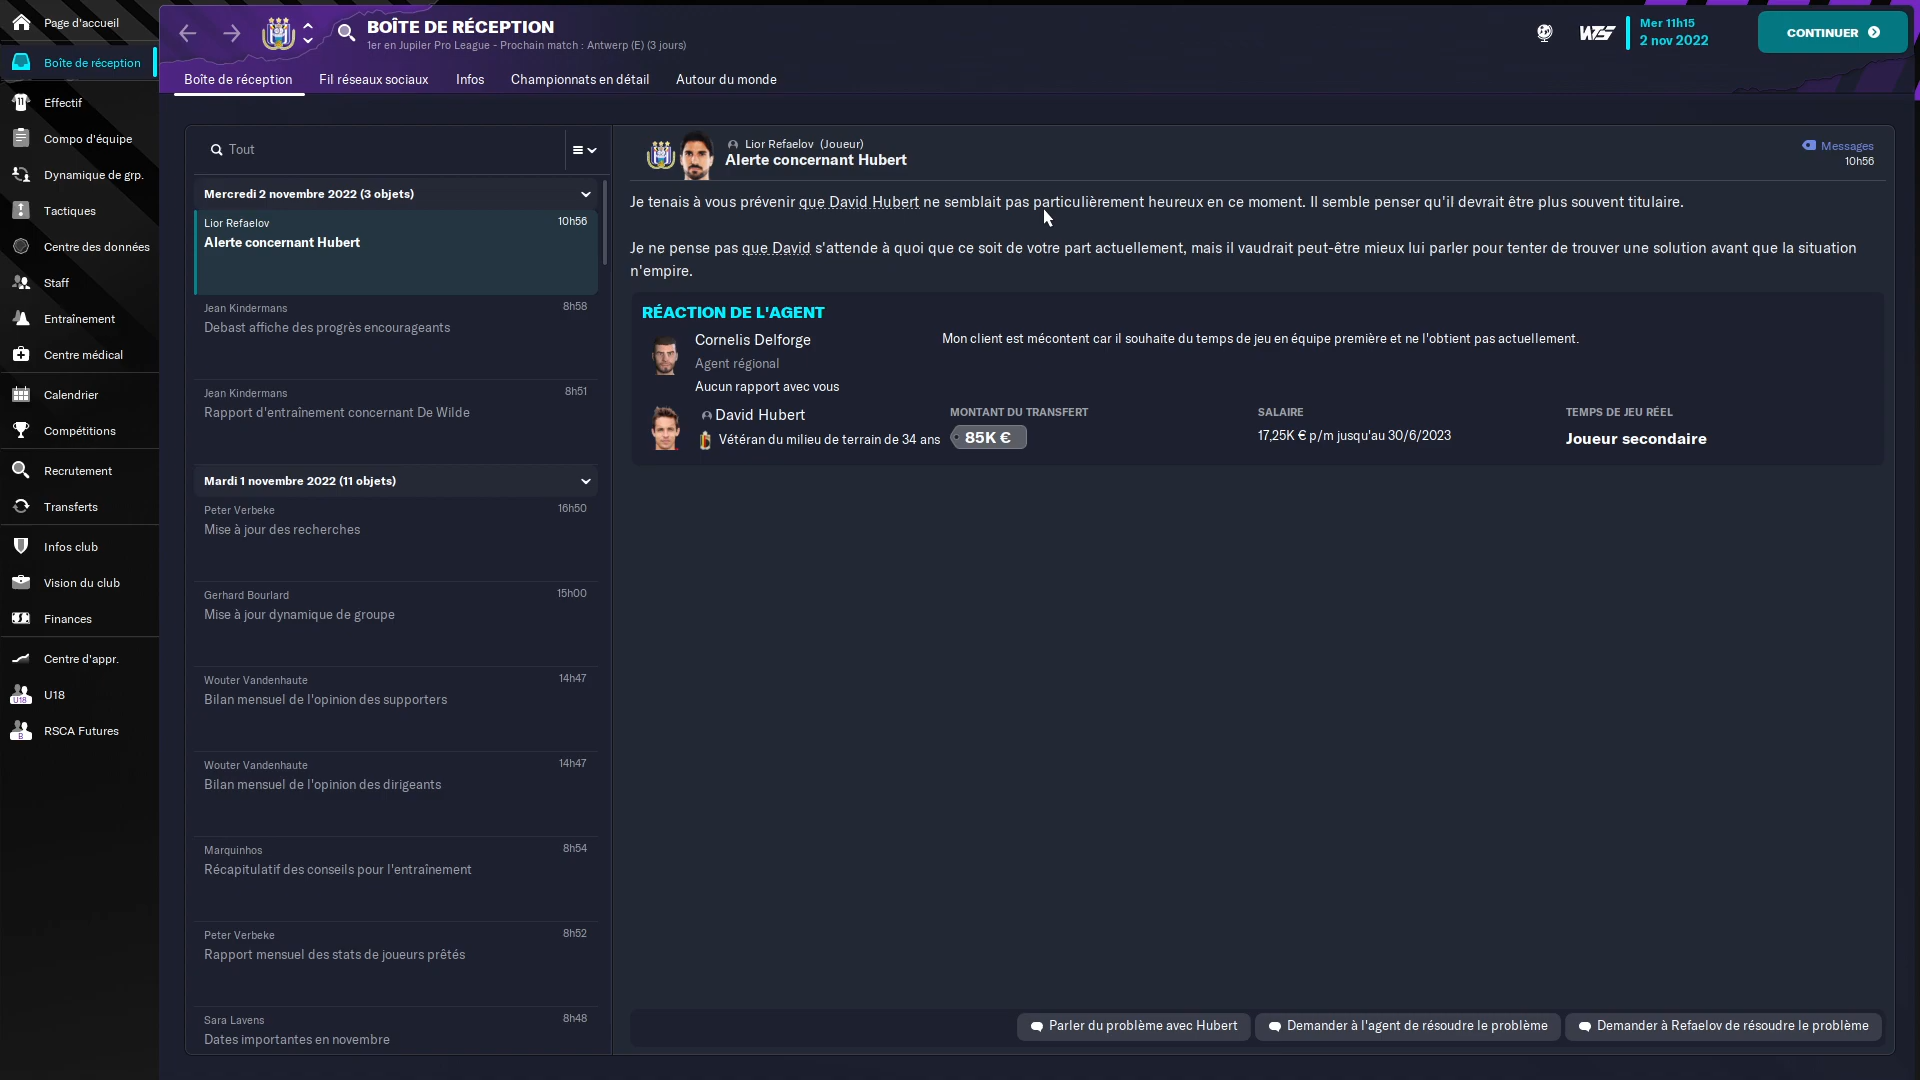 Page d'accueil
Boîte de réception
Effectif
Compo d'équipe
Dynamique de grp.
Tactiques
Centre des données
Staff
Entraînement
Centre médical
Calendrier
Compétitions
Recrutement
Transferts
Infos club
Vision du club
Finances
Centre d'appr.
U18
RSCA Futures
BOÎTE DE RÉCEPTION
1er en Jupiler Pro League - Prochain match : Antwerp (E) (3 jours)
Mer 11h15
2 nov 2022
CONTINUER
Boîte de réception
Fil réseaux sociaux
Infos
Championnats en détail
Autour du monde
Tout
Mercredi 2 novembre 2022 (3 objets)
Lior Refaelov 10h56
Alerte concernant Hubert
Jean Kindermans 8h58
Debast affiche des progrès encourageants
Jean Kindermans 8h51
Rapport d'entraînement concernant De Wilde
Mardi 1 novembre 2022 (11 objets)
Peter Verbeke 16h50
Mise à jour des recherches
Gerhard Bourlard 15h00
Mise à jour dynamique de groupe
Wouter Vandenhaute 14h47
Bilan mensuel de l'opinion des supporters
Wouter Vandenhaute 14h47
Bilan mensuel de l'opinion des dirigeants
Marquinhos 8h54
Récapitulatif des conseils pour l'entraînement
Peter Verbeke 8h52
Rapport mensuel des stats de joueurs prêtés
Sara Lavens 8h48
Dates importantes en novembre
Lior Refaelov (Joueur)
Alerte concernant Hubert
Messages
10h56
Je tenais à vous prévenir que David Hubert ne semblait pas particulièrement heureux en ce moment. Il semble penser qu'il devrait être plus souvent titulaire.
Je ne pense pas que David s'attende à quoi que ce soit de votre part actuellement, mais il vaudrait peut-être mieux lui parler pour tenter de trouver une solution avant que la situation
n'empire.
RÉACTION DE L'AGENT
Cornelis Delforge
Agent régional
Aucun rapport avec vous
Mon client est mécontent car il souhaite du temps de jeu en équipe première et ne l'obtient pas actuellement.
David Hubert
Vétéran du milieu de terrain de 34 ans
MONTANT DU TRANSFERT
85K €
SALAIRE
17,25K € p/m jusqu'au 30/6/2023
TEMPS DE JEU RÉEL
Joueur secondaire
Parler du problème avec Hubert
Demander à l'agent de résoudre le problème
Demander à Refaelov de résoudre le problème